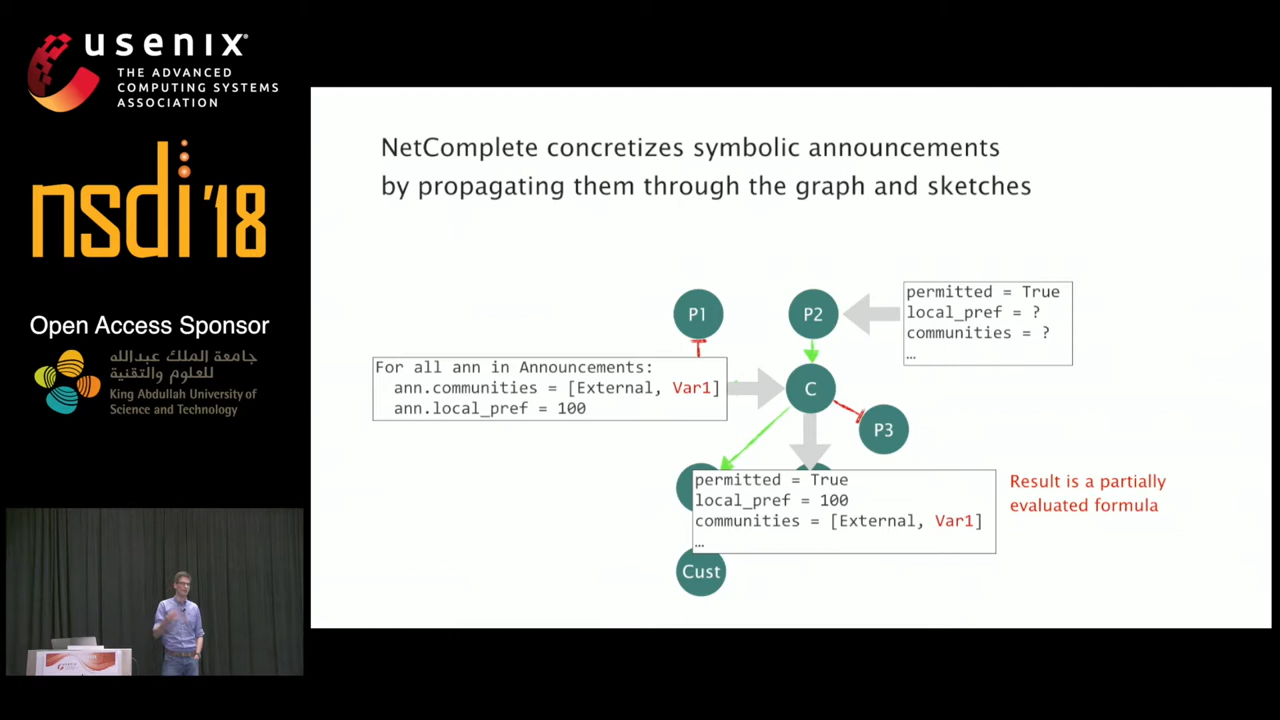 usenix
THE ADVANCED
COMPUTING SYSTEMS
ASSOCIATION
nsdi '18
Open Access Sponsor
جامعة الملك عبدالله
للعلوم والتقنية
King Abdullah University of
Science and Technology
NetComplete concretizes symbolic announcements
by propagating them through the graph and sketches
P1
P2
permitted = True
local_pref = ?
communities = ?
…
For all ann in Announcements:
ann.communities = [External, Var1]
ann.local_pref = 100
C
P3
permitted = True
local_pref = 100
communities = [External, Var1]
…
Result is a partially
evaluated formula
Cust
usenix